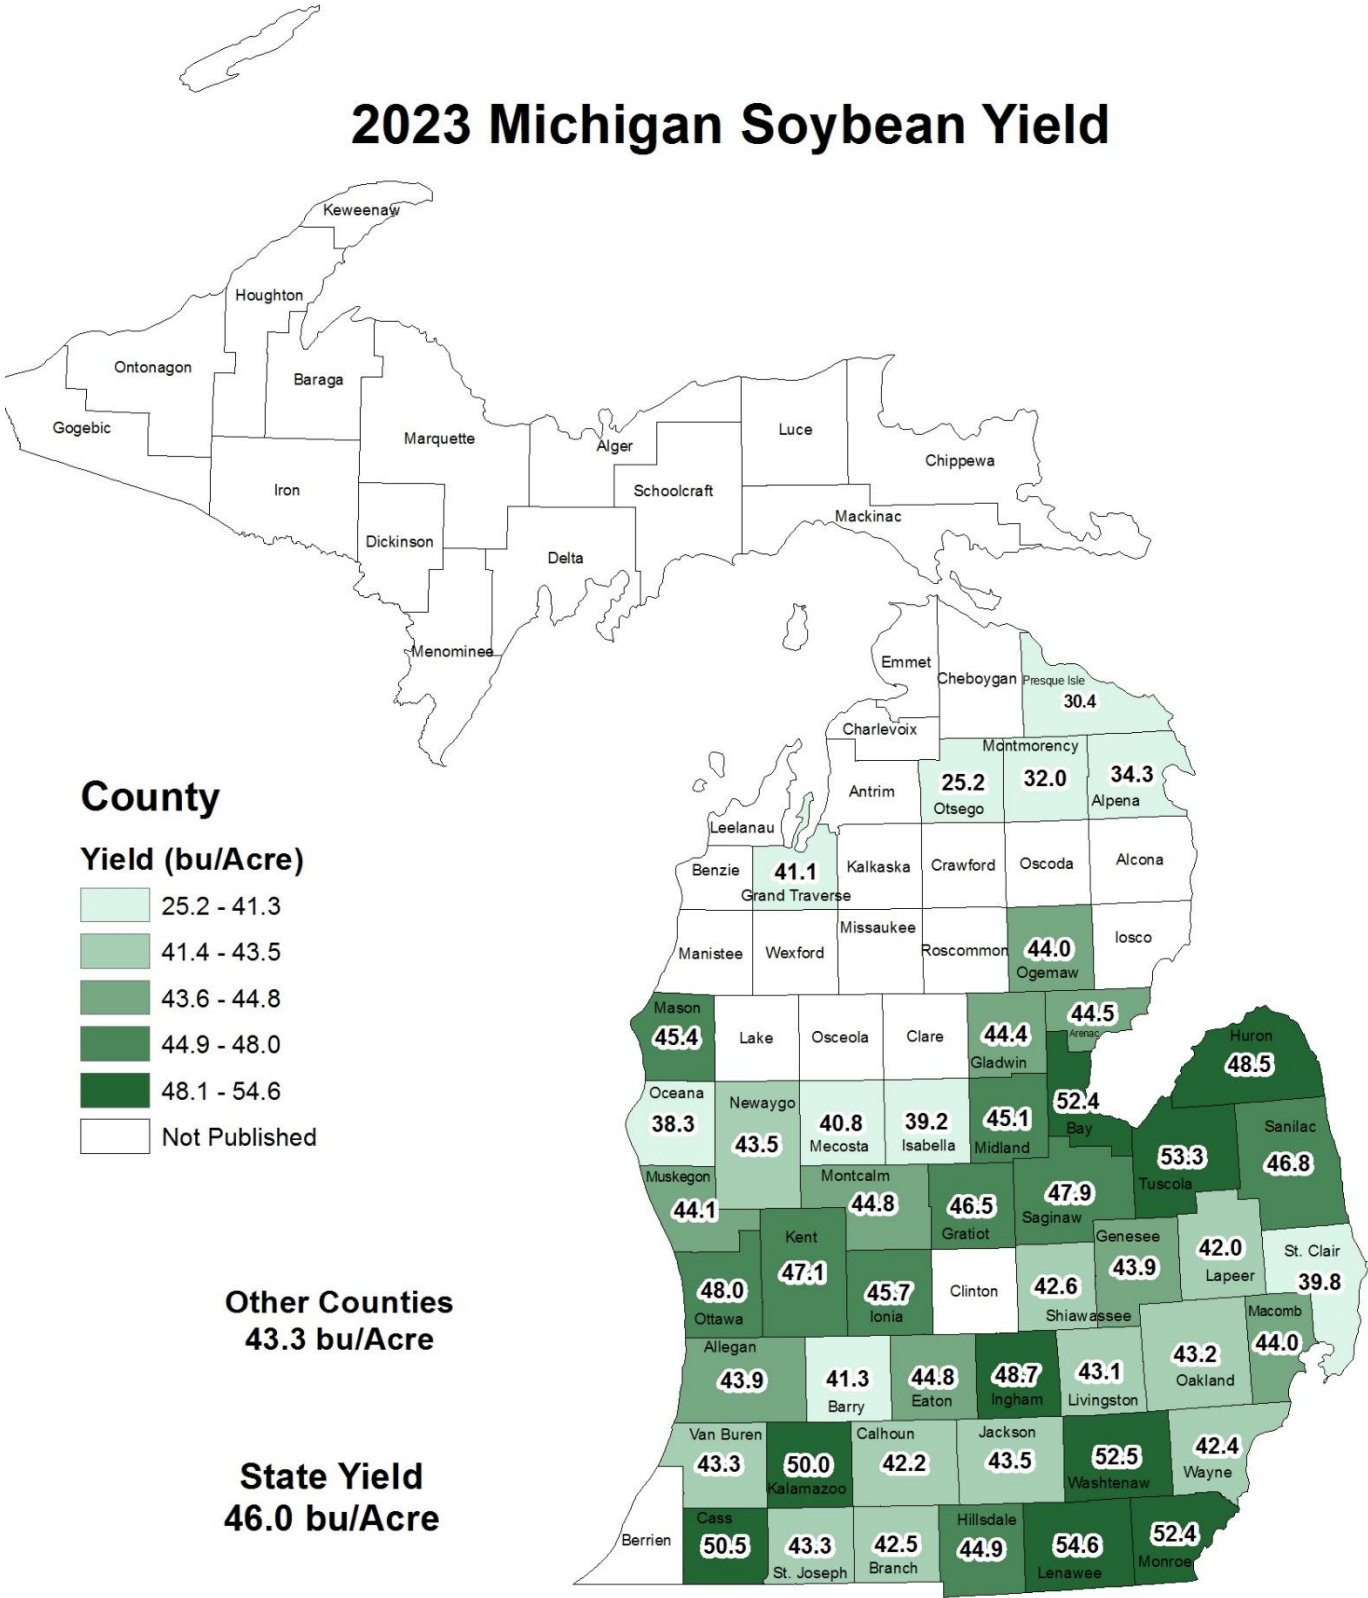 2023 Michigan Soybean Yield
Keweenaw
Houghton
Ontonagon
Baraga
Gogebic
Marquette
Alger
Luce
Chippewa
Iron
Schoolcraft
Mackinac
Dickinson
Delta
Menominee
Emmet
Cheboygan
Presque Isle
30.4
Charlevoix
Montmorency
32.0
Antrim
25.2
Otsego
34.3
Alpena
Leelanau
Benzie
41.1
Grand Traverse
Kalkaska
Crawford
Oscoda
Alcona
Manistee
Wexford
Missaukee
Roscommon
44.0
Ogemaw
Iosco
Mason
45.4
Lake
Osceola
Clare
44.4
Gladwin
44.5
Arenac
Huron
48.5
Oceana
38.3
Newaygo
43.5
40.8
Mecosta
39.2
Isabella
45.1
Midland
52.4
Bay
53.3
Tuscola
Sanilac
46.8
Muskegon
44.1
Montcalm
44.8
46.5
Gratiot
47.9
Saginaw
Kent
47.1
Genesee
43.9
42.0
Lapeer
St. Clair
39.8
48.0
Ottawa
45.7
Ionia
Clinton
42.6
Shiawassee
Macomb
44.0
Allegan
43.9
41.3
Barry
44.8
Eaton
48.7
Ingham
43.1
Livingston
43.2
Oakland
Van Buren
43.3
50.0
Kalamazoo
Calhoun
42.2
Jackson
43.5
52.5
Washtenaw
42.4
Wayne
Berrien
Cass
50.5
43.3
St. Joseph
42.5
Branch
Hillsdale
44.9
54.6
Lenawee
52.4
Monroe
County
Yield (bu/Acre)
25.2 - 41.3
41.4 - 43.5
43.6 - 44.8
44.9 - 48.0
48.1 - 54.6
Not Published
Other Counties
43.3 bu/Acre
State Yield
46.0 bu/Acre